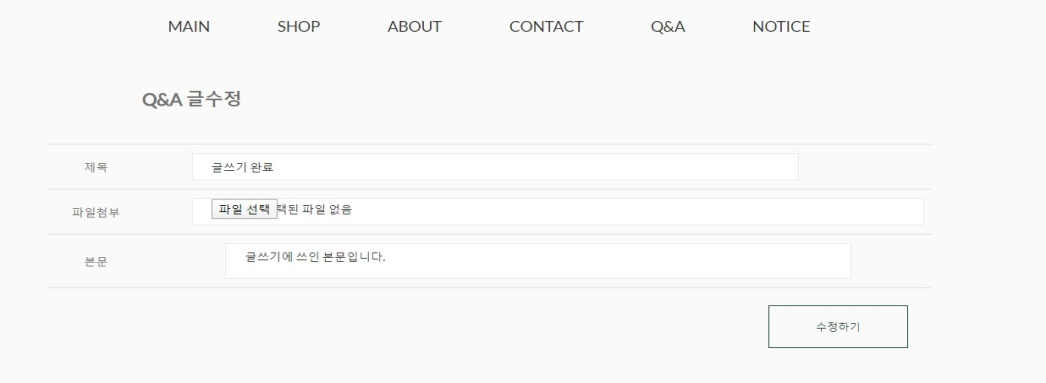 MAIN SHOP ABOUT CONTACT Q&A NOTICE
Q&A 글수정
제목 글쓰기 완료
파일첨부 파일 선택 택된 파일 없음
본문 글쓰기에 쓰인 본문입니다.
수정하기